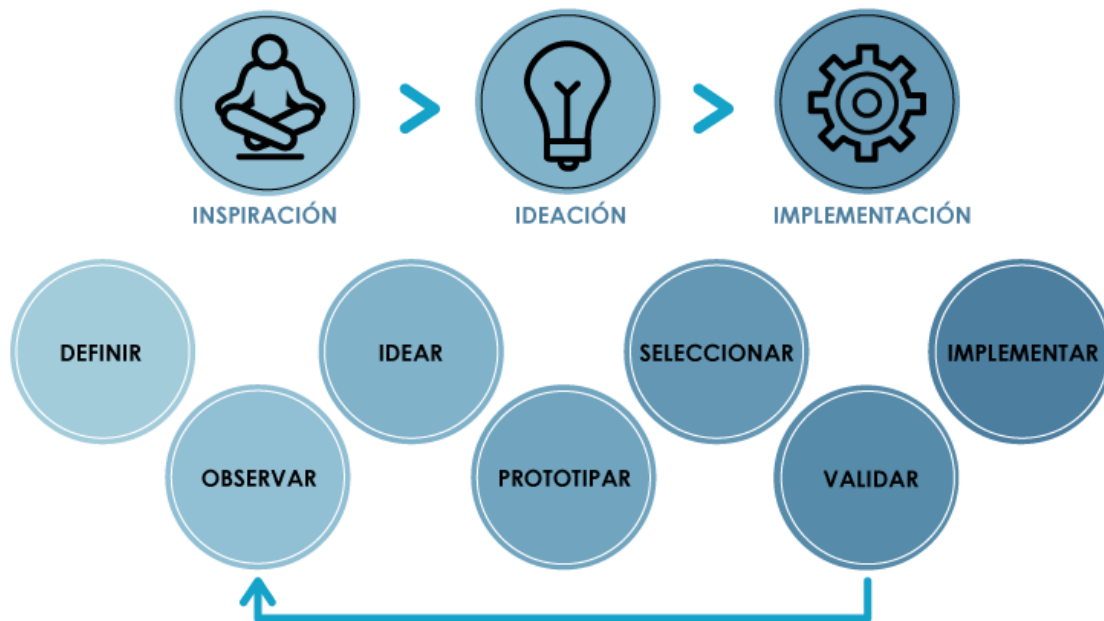 INSPIRACIÓN
IDEACIÓN
IMPLEMENTACIÓN
DEFINIR
IDEAR
SELECCIONAR
IMPLEMENTAR
OBSERVAR
PROTOTIPAR
VALIDAR